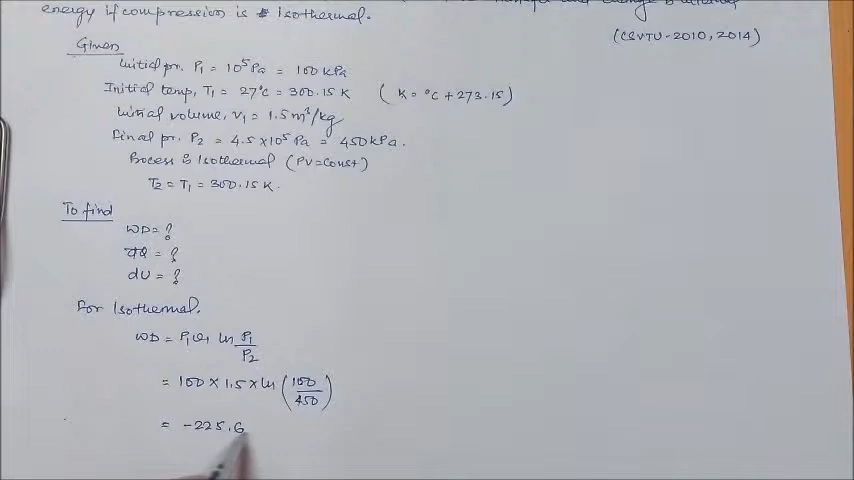 energy if compression is isothermal.
(CSVTU-2010, 2014)
Given
Initial pr. P₁ = 10⁵ Pa = 100 kPa
Initial temp, T₁ = 27°C = 300.15 K ( K = °C + 273.15)
Initial volume, v₁ = 1.5 m³/kg
Final pr. P₂ = 4.5 × 10⁵ Pa = 450 kPa.
Process is Isothermal (PV = Const)
T₂ = T₁ = 300.15 K.
To find
WD = ?
dQ = ?
dU = ?
For Isothermal.
WD = P₁v₁ ln P₁/P₂
= 100 × 1.5 × ln (100/450)
= -225.6